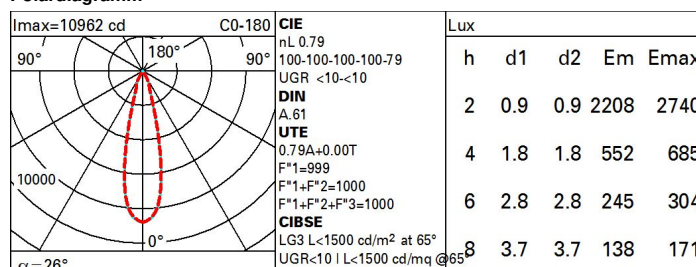 Imax=10962 cd C0-180
90° 180° 90°
10000
0°
α=26°
CIE
nL 0.79
100-100-100-100-79
UGR <10-<10
DIN
A.61
UTE
0.79A+0.00T
F"1=999
F"1+F"2=1000
F"1+F"2+F"3=1000
CIBSE
LG3 L<1500 cd/m² at 65°
UGR<10 | L<1500 cd/mq @65°
Lux
h d1 d2 Em Emax
2 0.9 0.9 2208 2740
4 1.8 1.8 552 685
6 2.8 2.8 245 304
8 3.7 3.7 138 171